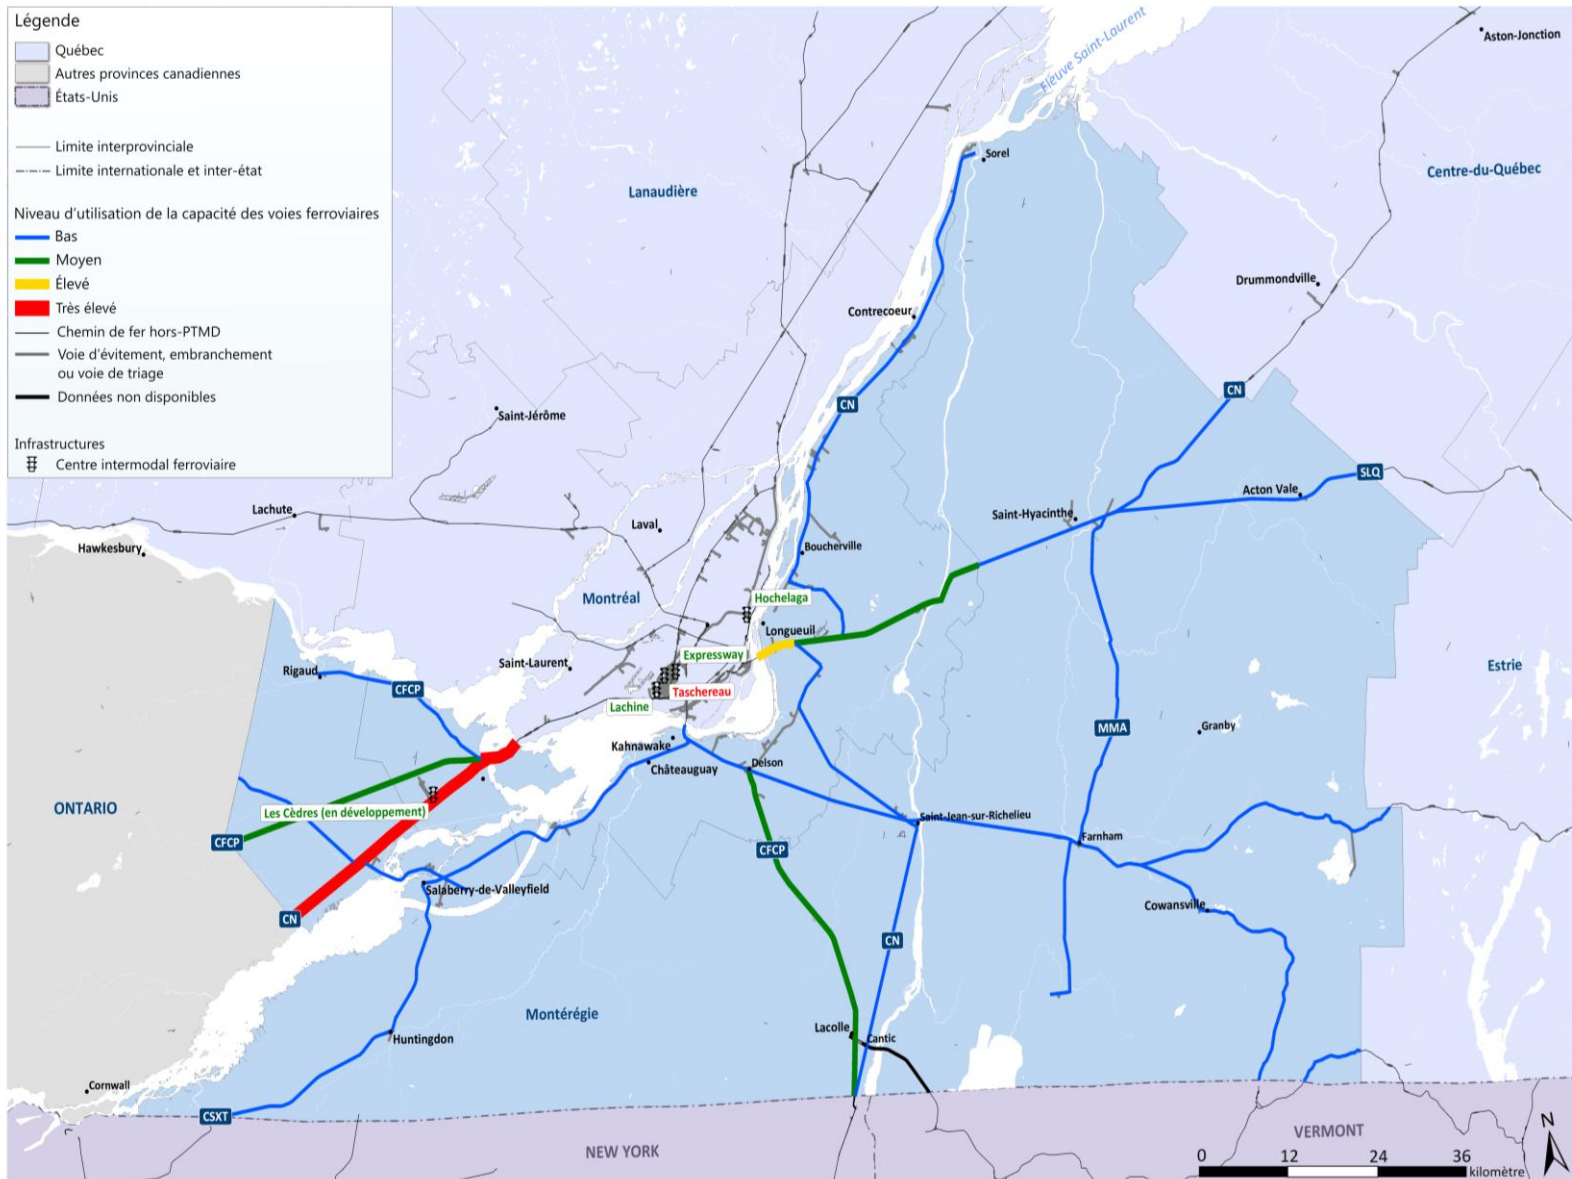 Légende
Québec
Autres provinces canadiennes
États-Unis
Limite interprovinciale
Limite internationale et inter-état
Niveau d'utilisation de la capacité des voies ferroviaires
Bas
Moyen
Élevé
Très élevé
Chemin de fer hors-PTMD
Voie d'évitement, embranchement
ou voie de triage
Données non disponibles
Infrastructures
Centre intermodal ferroviaire
Fleuve Saint-Laurent
Aston-Jonction
Sorel
Centre-du-Québec
Lanaudière
Drummondville
Contrecoeur
CN
CN
Saint-Jérôme
SLQ
Acton Vale
Lachute
Saint-Hyacinthe
Laval
Hawkesbury
Boucherville
Montréal
Hochelaga
Longueuil
Expressway
Saint-Laurent
Rigaud
CFCP
Taschereau
Lachine
Estrie
MMA
Granby
Kahnawake
Châteauguay
Delson
ONTARIO
Les Cèdres (en développement)
Saint-Jean-sur-Richelieu
CFCP
CFCP
Farnham
Salaberry-de-Valleyfield
Cowansville
CN
CN
Montérégie
Lacolle
Cantic
Huntingdon
Cornwall
CSXT
NEW YORK
VERMONT
N
0 12 24 36
kilomètre